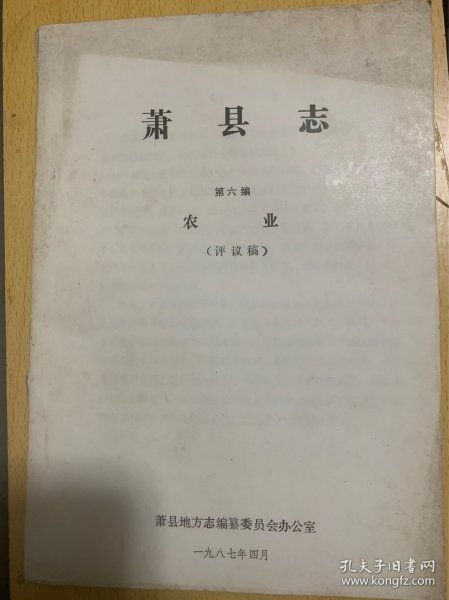 萧县志
第六编
农业
（评议稿）
萧县地方志编纂委员会办公室
一九八七年四月
孔夫子旧书网
www.kongfz.com